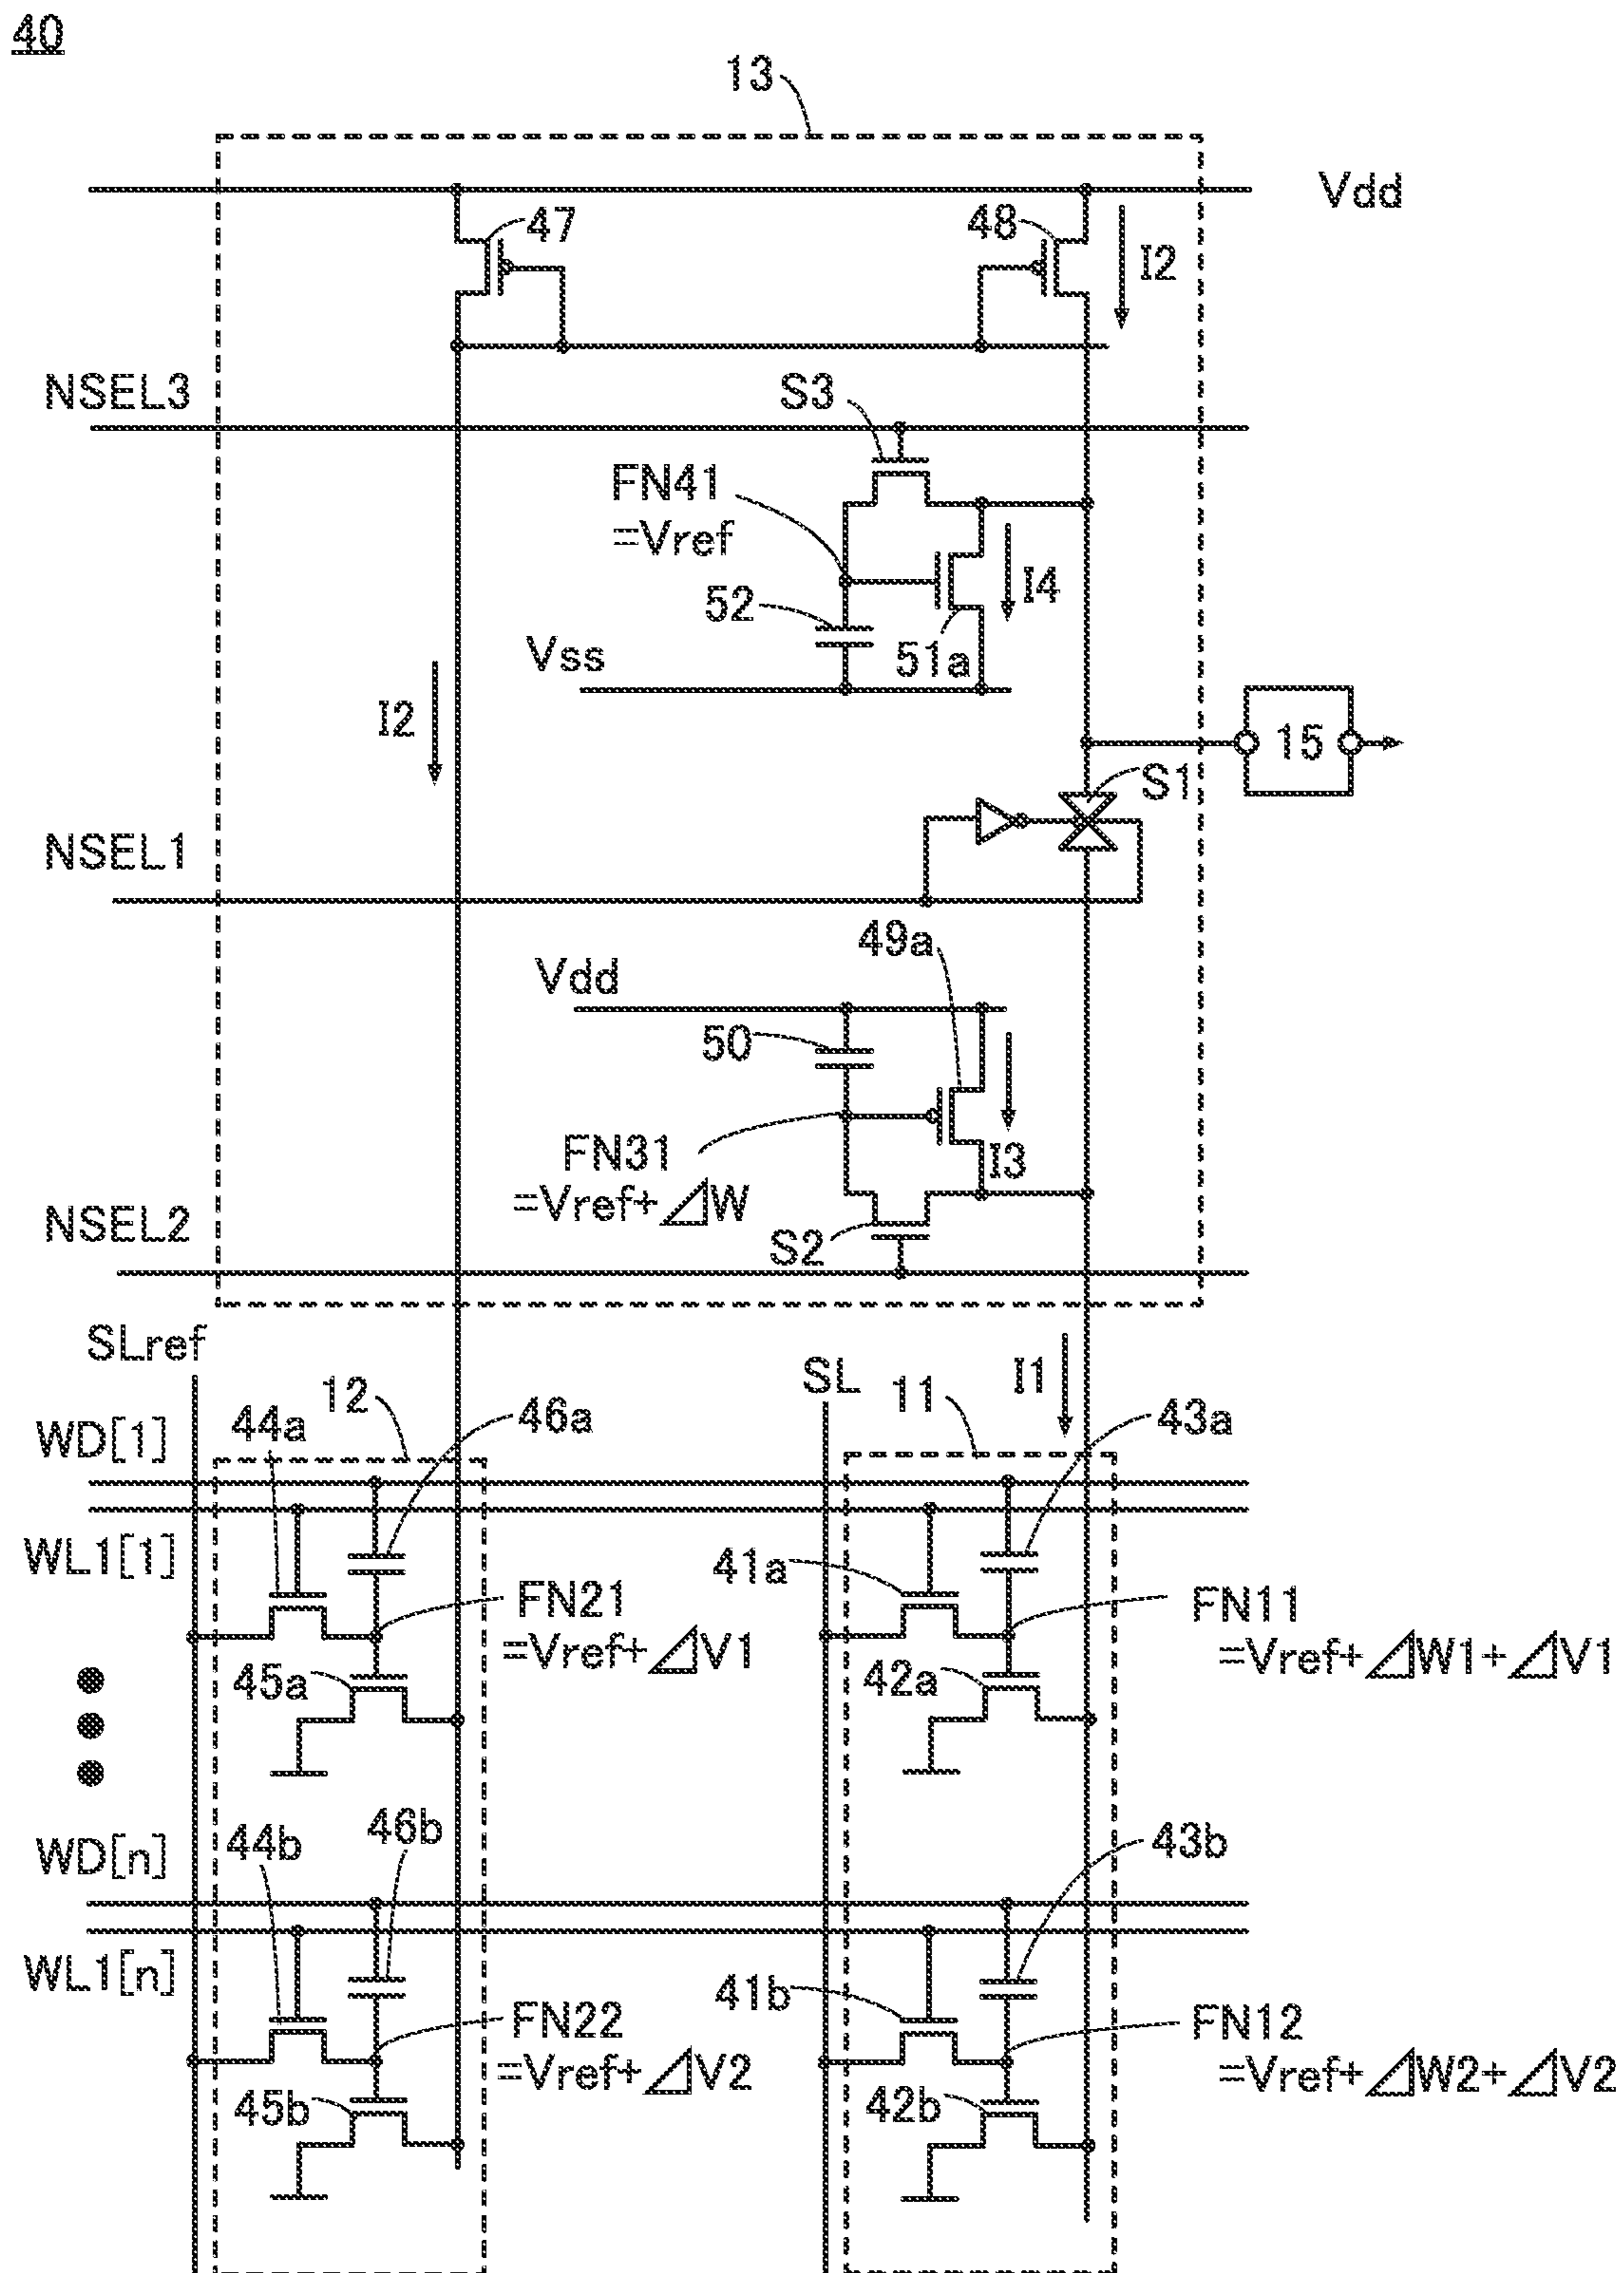 40
13
Vdd
47
48
I2
NSEL3
S3
FN41
=Vref
I4
52
51a
Vss
I2
15
S1
NSEL1
49a
Vdd
50
FN31
=Vref+⊿W
I3
NSEL2
S2
SLref
12
SL
11
I1
WD[1]
44a
46a
43a
WL1[1]
41a
FN21
=Vref+⊿V1
FN11
=Vref+⊿W1+⊿V1
45a
42a
WD[n]
44b
46b
43b
WL1[n]
41b
FN22
=Vref+⊿V2
FN12
=Vref+⊿W2+⊿V2
45b
42b